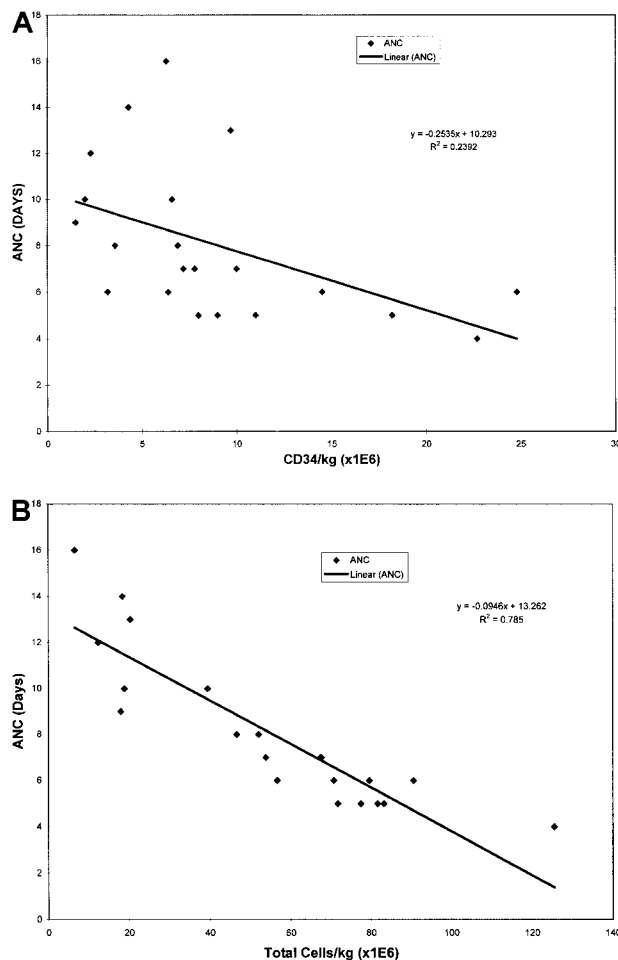 A
18
16
14
12
10
8
6
4
2
0
ANC (DAYS)
ANC
Linear (ANC)
y = -0.2535x + 10.293
R² = 0.2392
0 5 10 15 20 25 30
CD34/kg (x1E6)
B
18
16
14
12
10
8
6
4
2
0
ANC (Days)
ANC
Linear (ANC)
y = -0.0946x + 13.262
R² = 0.785
0 20 40 60 80 100 120 140
Total Cells/kg (x1E6)